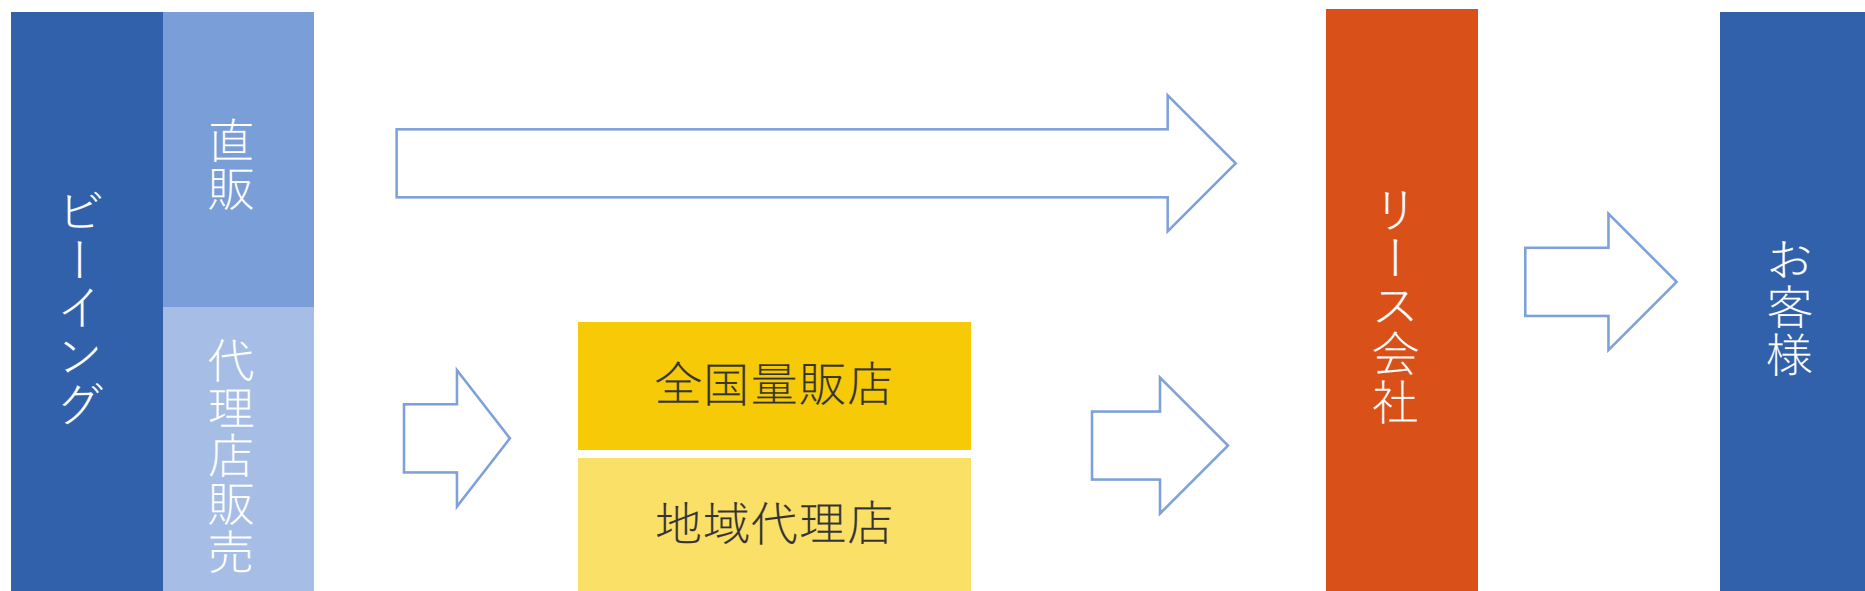 ビーイング
直販
代理店販売
全国量販店
地域代理店
リース会社
お客様